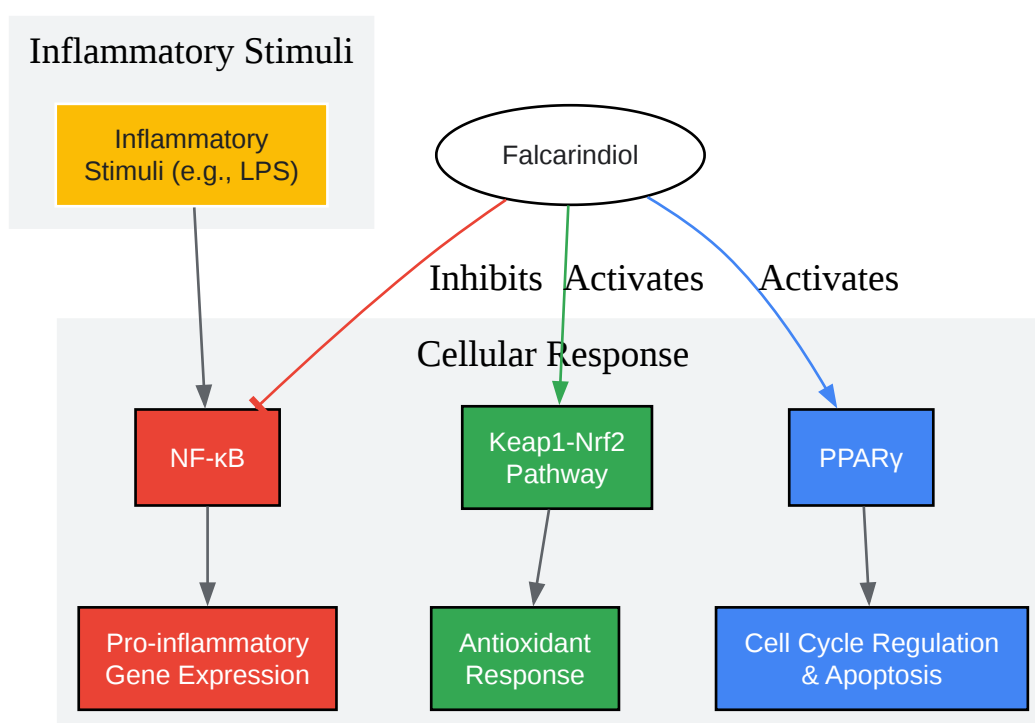 Inflammatory Stimuli
Inflammatory
Stimuli (e.g., LPS)
Falcarindiol
Inhibits
Activates
Activates
Cellular Response
NF-κB
Keap1-Nrf2
Pathway
PPARγ
Pro-inflammatory
Gene Expression
Antioxidant
Response
Cell Cycle Regulation
& Apoptosis